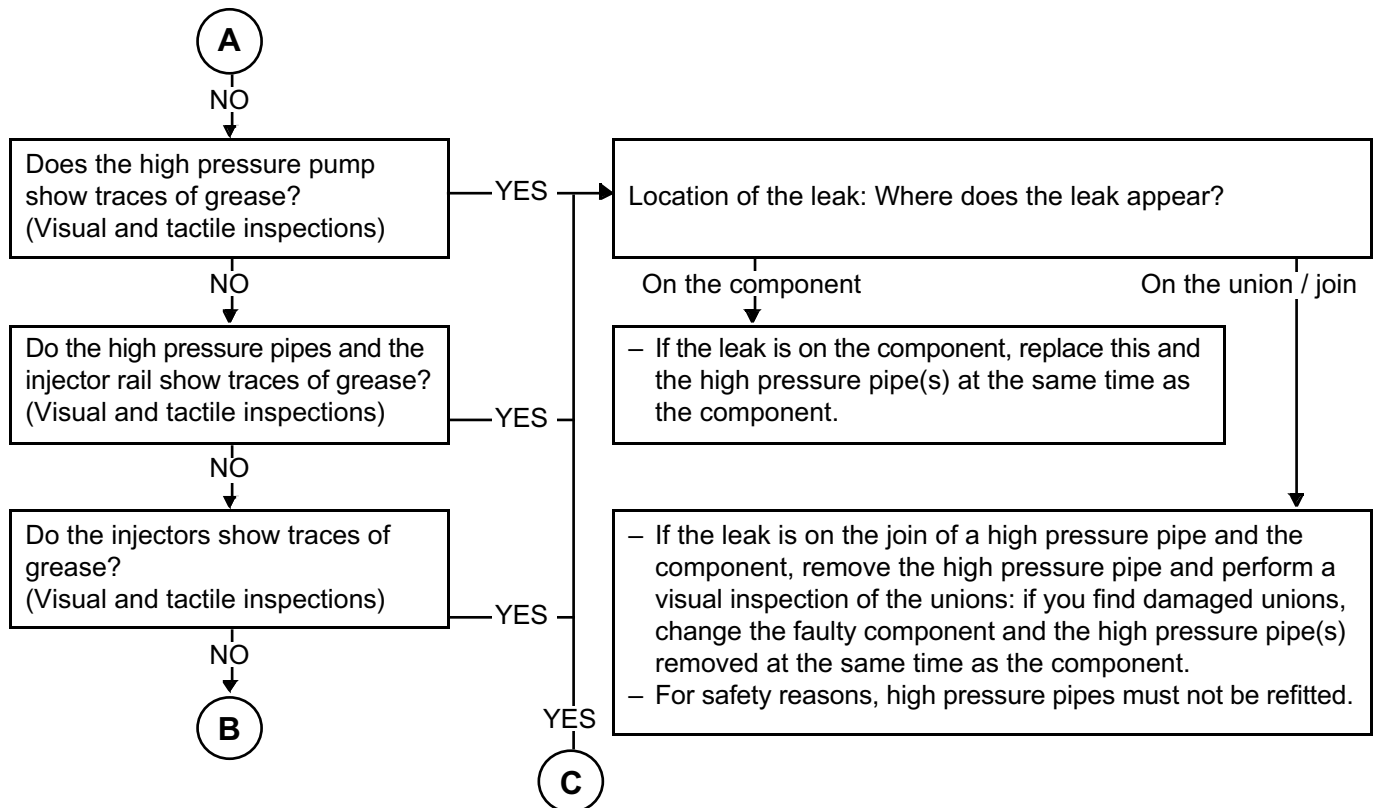 A
NO
Does the high pressure pump
show traces of grease?
(Visual and tactile inspections)
YES
Location of the leak: Where does the leak appear?
NO
On the component
On the union / join
Do the high pressure pipes and the
injector rail show traces of grease?
(Visual and tactile inspections)
YES
– If the leak is on the component, replace this and
the high pressure pipe(s) at the same time as
the component.
NO
Do the injectors show traces of
grease?
(Visual and tactile inspections)
YES
– If the leak is on the join of a high pressure pipe and the
component, remove the high pressure pipe and perform a
visual inspection of the unions: if you find damaged unions,
change the faulty component and the high pressure pipe(s)
removed at the same time as the component.
– For safety reasons, high pressure pipes must not be refitted.
NO
B
YES
C